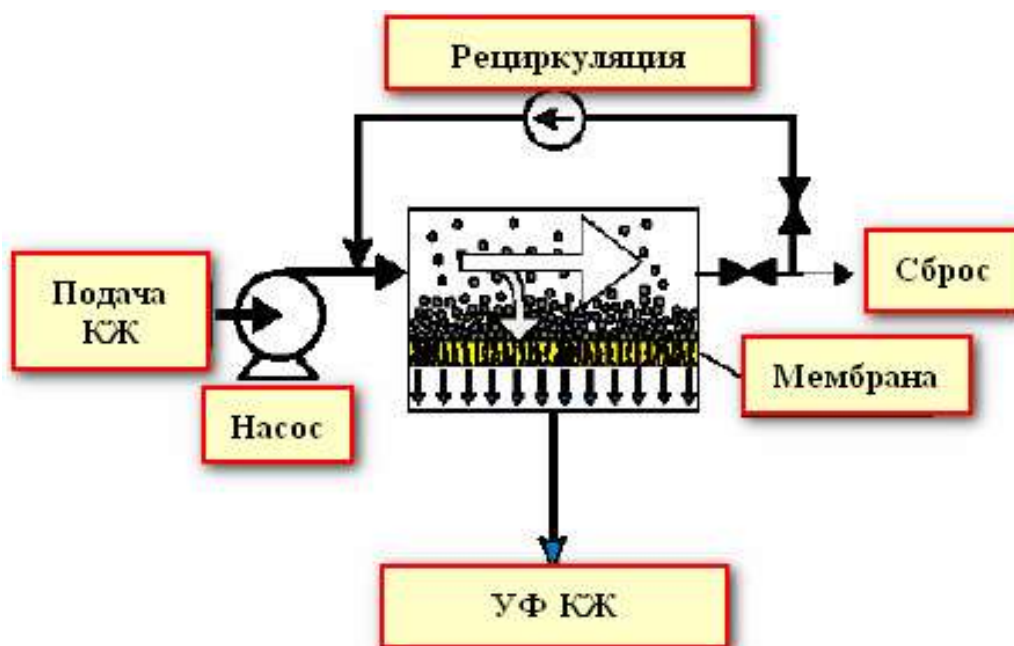 Рециркуляция
Подача
КЖ
Сброс
Мембрана
Насос
УФ КЖ